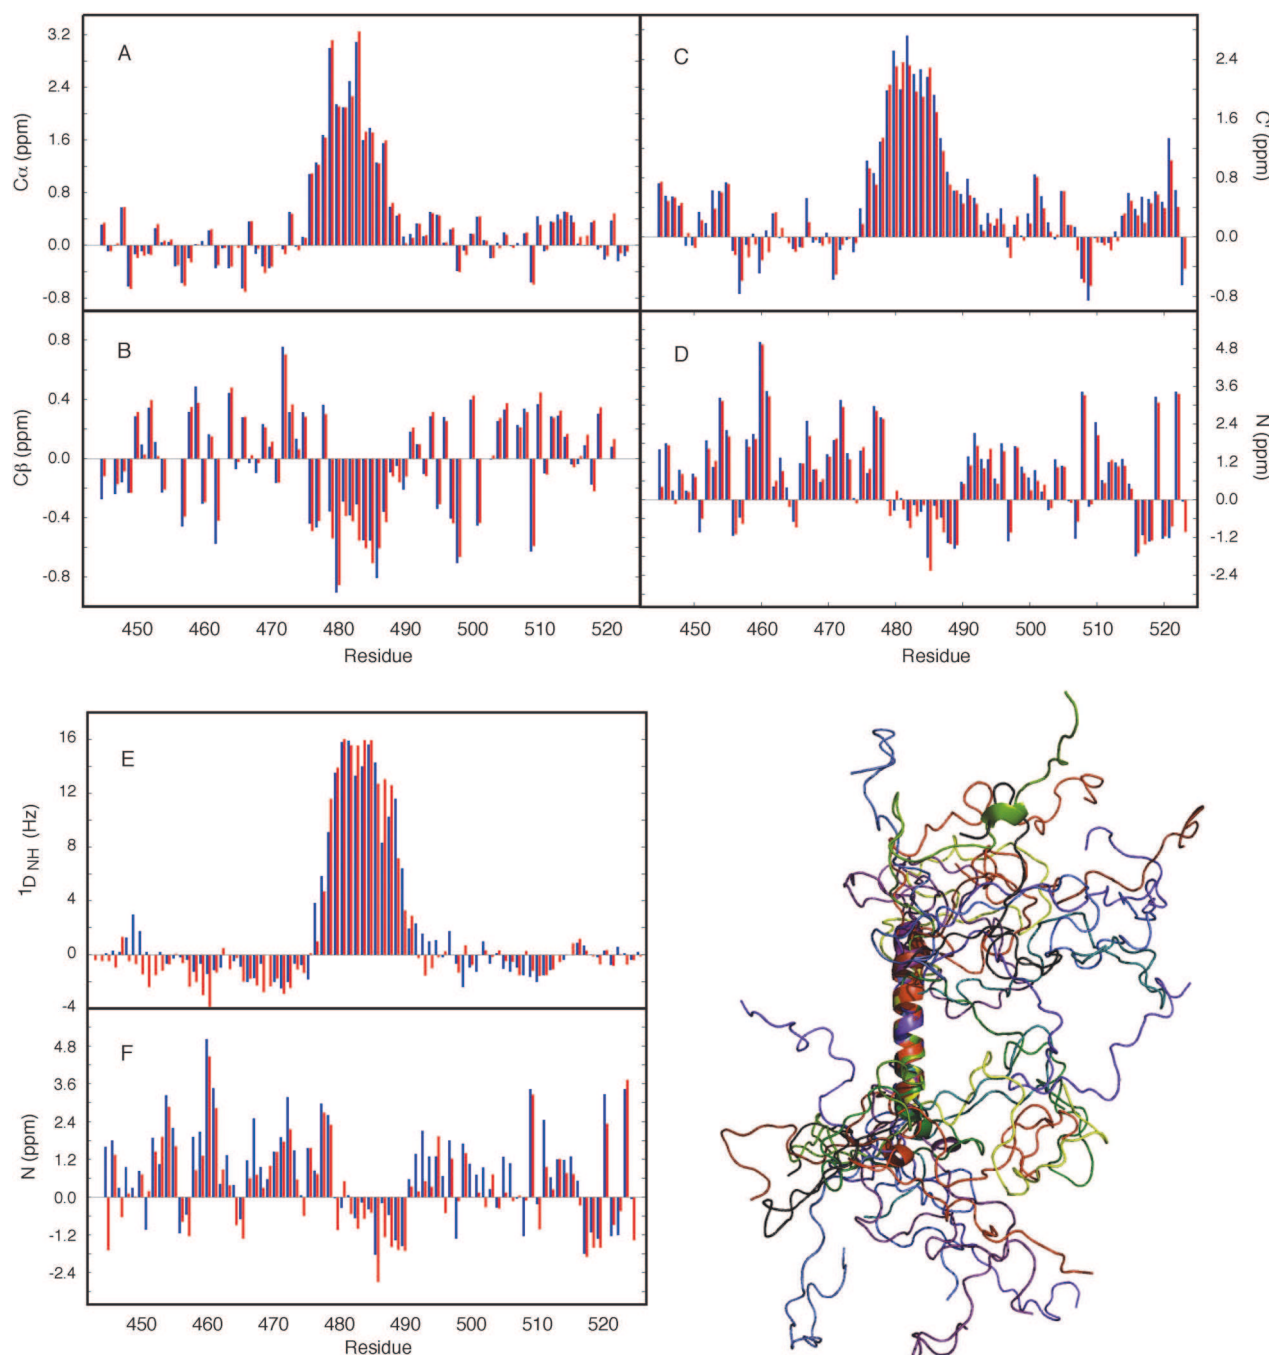 A
3.2
2.4
1.6
0.8
0.0
-0.8
Cα (ppm)
C
2.4
1.6
0.8
0.0
-0.8
C' (ppm)
B
0.8
0.4
0.0
-0.4
-0.8
Cβ (ppm)
450 460 470 480 490 500 510 520
Residue
D
4.8
3.6
2.4
1.2
0.0
-1.2
-2.4
N (ppm)
450 460 470 480 490 500 510 520
Residue
E
16
12
8
4
0
-4
¹D NH (Hz)
F
4.8
3.6
2.4
1.2
0.0
-1.2
-2.4
N (ppm)
450 460 470 480 490 500 510 520
Residue